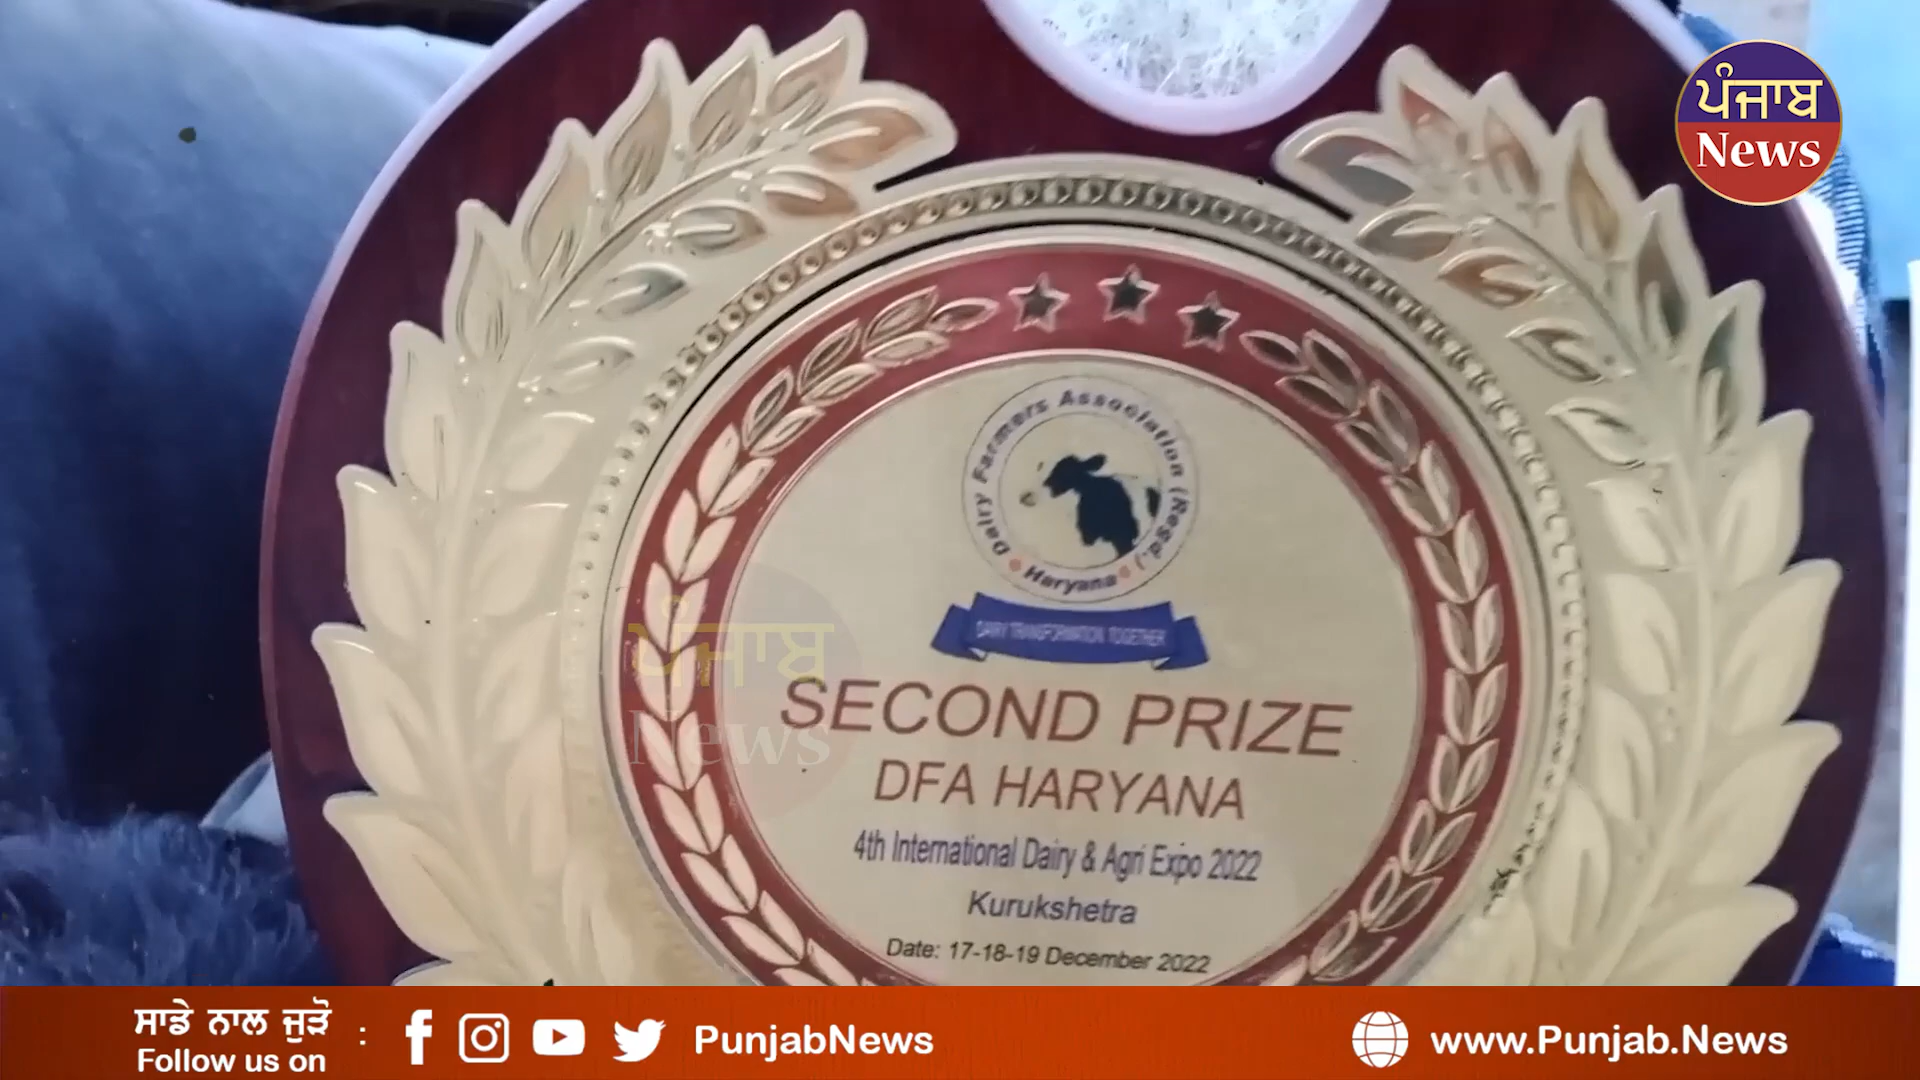 ਪੰਜਾਬ
News
Dairy Farmers Association (Regd.)
Haryana
DAIRY TRANSFORMATION TOGETHER
SECOND PRIZE
DFA HARYANA
4th International Dairy & Agri Expo 2022
Kurukshetra
Date: 17-18-19 December 2022
ਪੰਜਾਬ
News
ਸਾਡੇ ਨਾਲ ਜੁੜੋ :
Follow us on
PunjabNews
www.Punjab.News